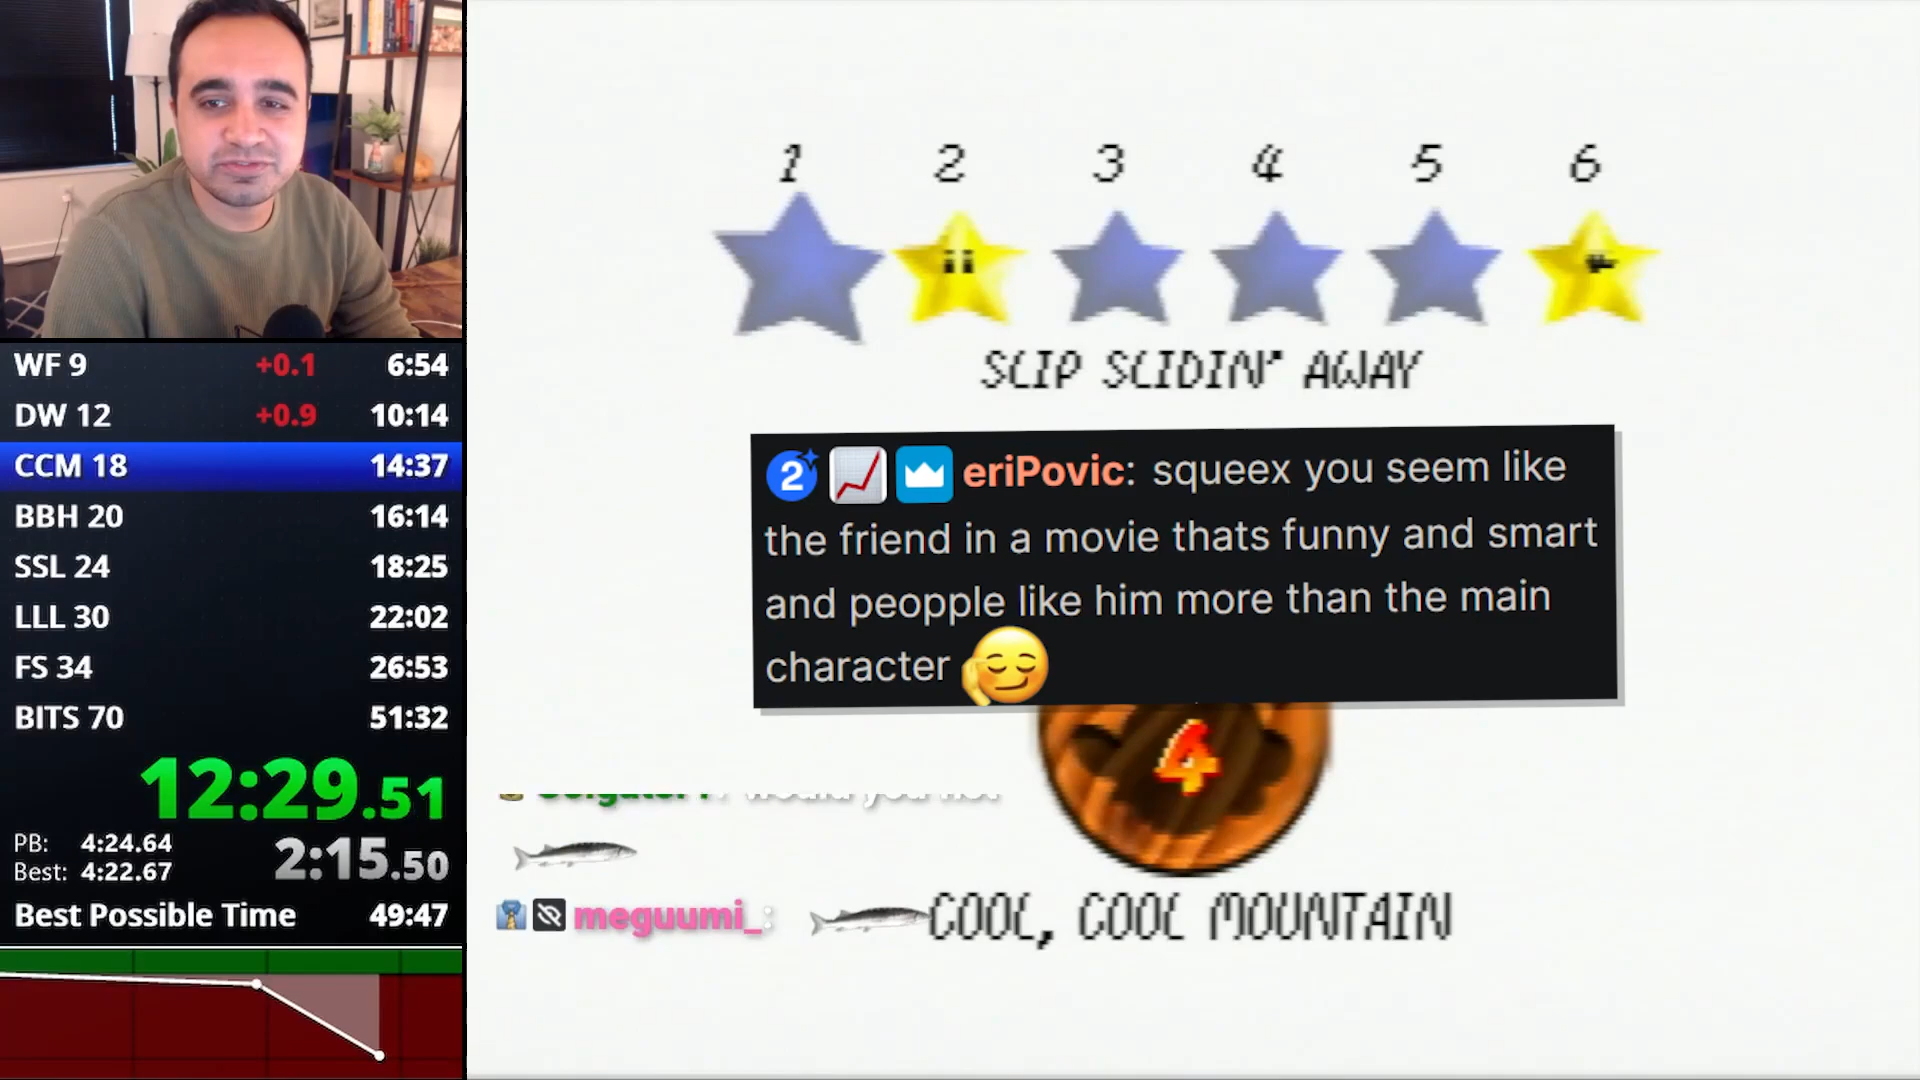 WF 9 +0.1 6:54
DW 12 +0.9 10:14
CCM 18 14:37
BBH 20 16:14
SSL 24 18:25
LLL 30 22:02
FS 34 26:53
BITS 70 51:32
12:29.51
PB: 4:24.64
Best: 4:22.67
2:15.50
Best Possible Time 49:47
1 2 3 4 5 6
SLIP SLIDIN' AWAY
2 eriPovic: squeex you seem like
the friend in a movie thats funny and smart
and peopple like him more than the main
character
4
would you not
meguumi_:
COOL, COOL MOUNTAIN